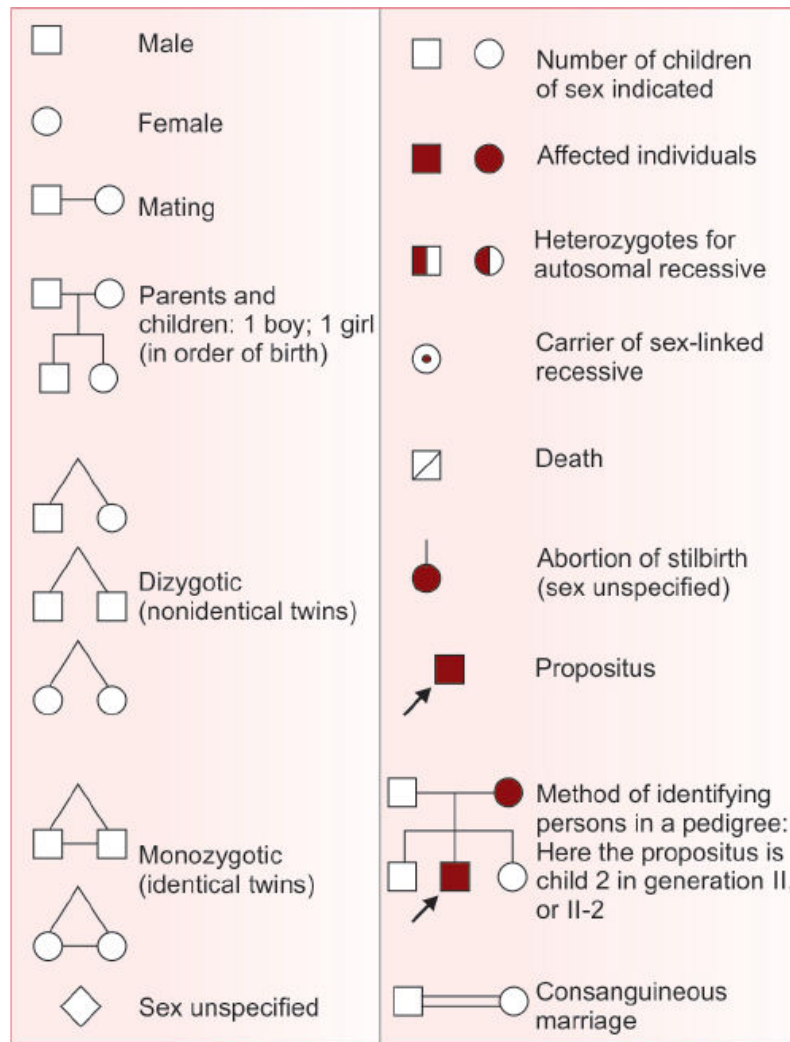 Male
Female
Mating
Parents and
children: 1 boy; 1 girl
(in order of birth)
Dizygotic
(nonidentical twins)
Monozygotic
(identical twins)
Sex unspecified
Number of children
of sex indicated
Affected individuals
Heterozygotes for
autosomal recessive
Carrier of sex-linked
recessive
Death
Abortion of stilbirth
(sex unspecified)
Propositus
Method of identifying
persons in a pedigree:
Here the propositus is
child 2 in generation II.
or II-2
Consanguineous
marriage